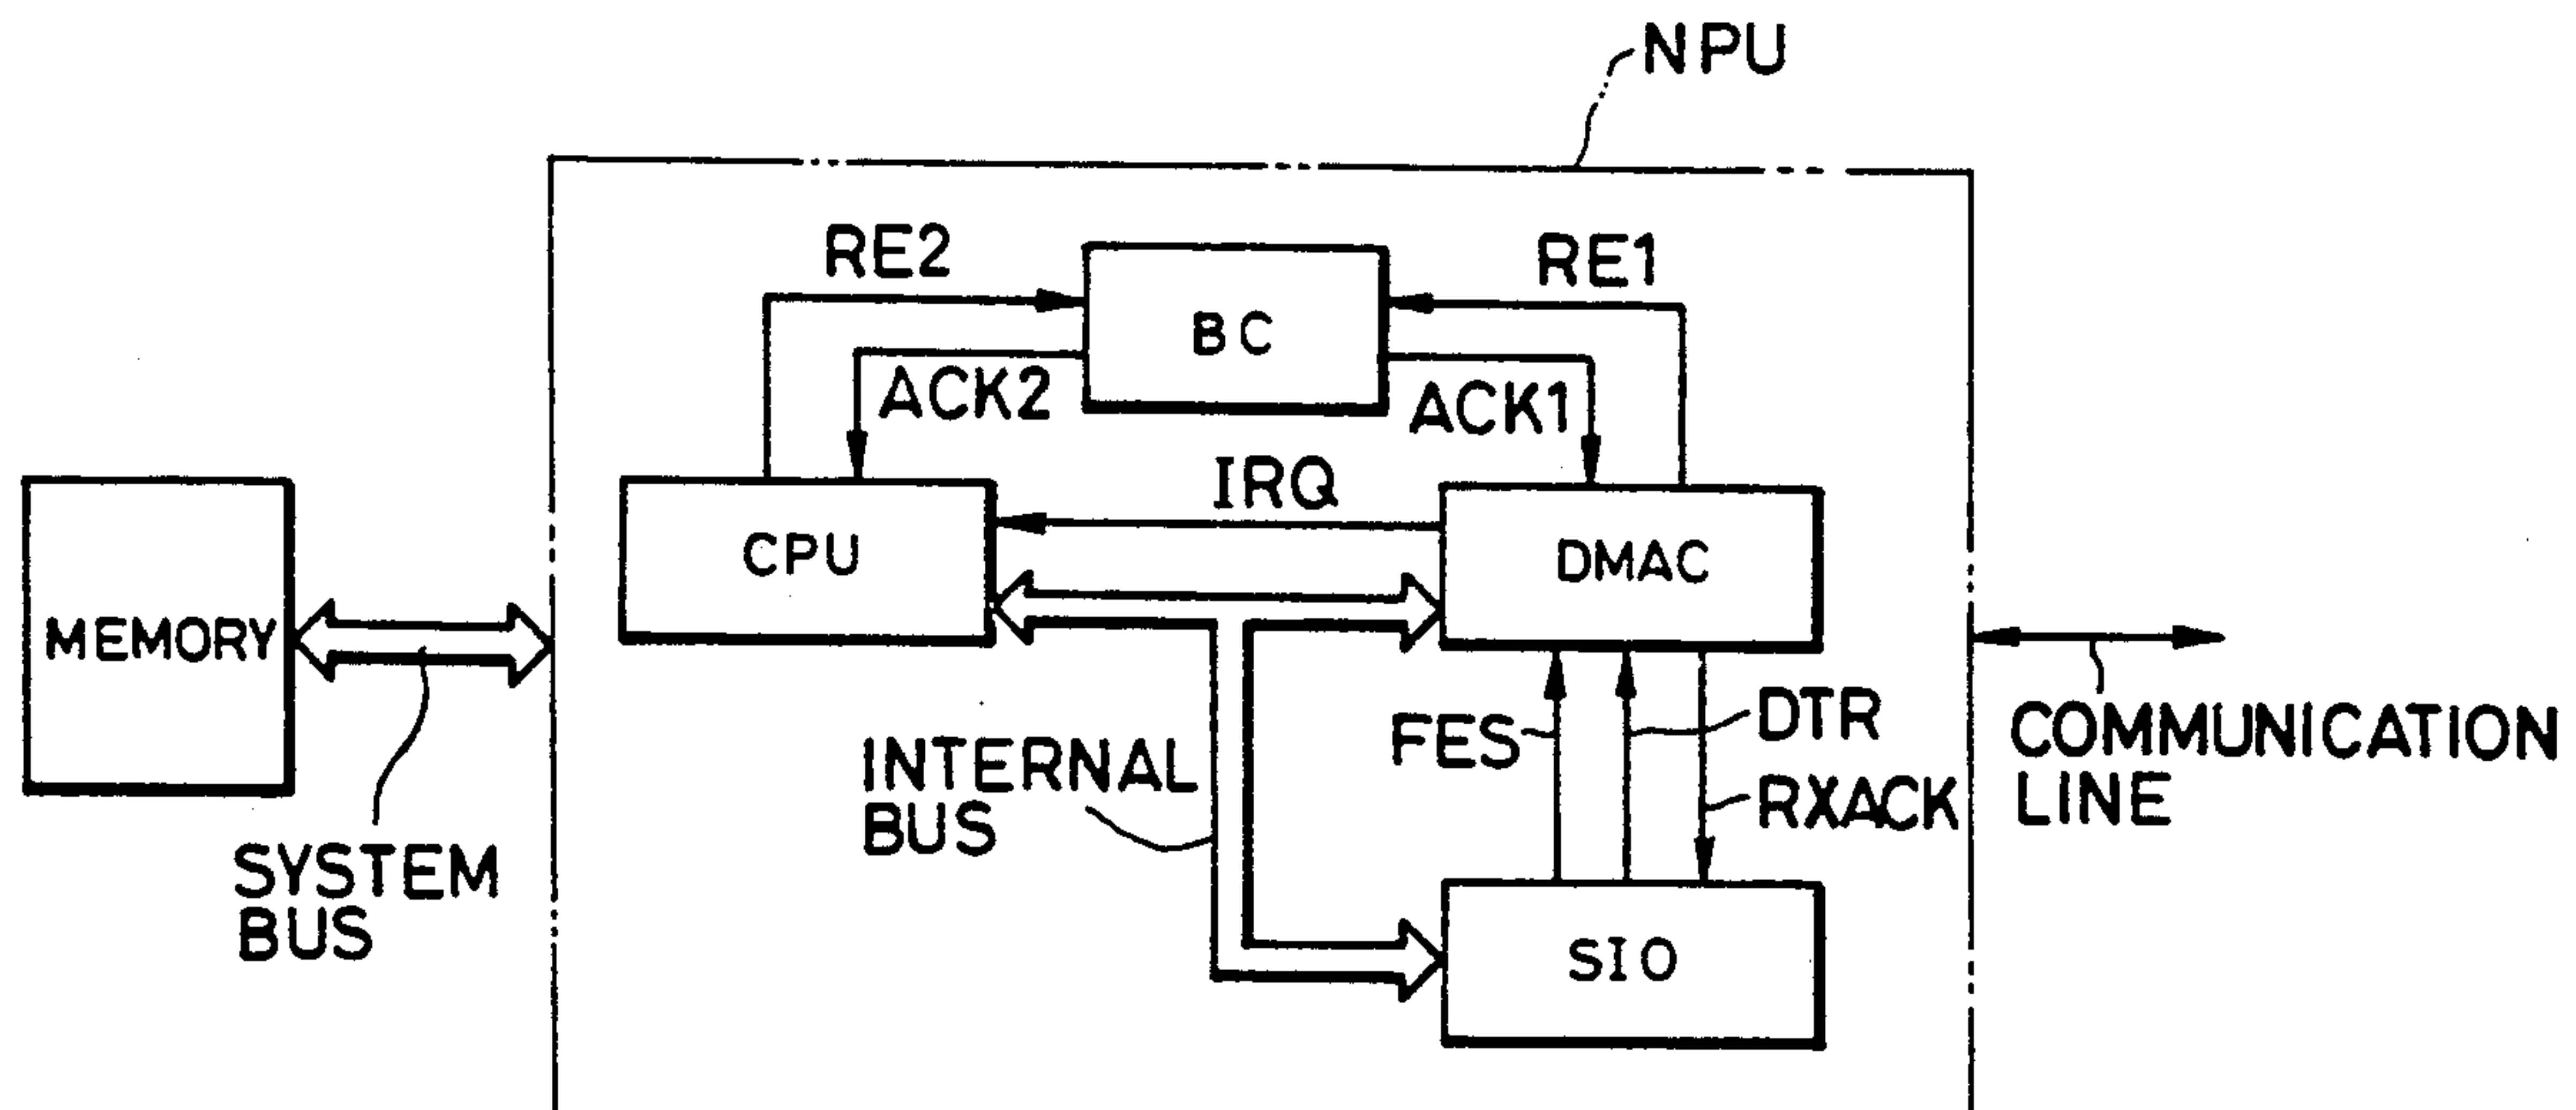 NPU
RE2
RE1
BC
ACK2
ACK1
IRQ
CPU
DMAC
MEMORY
FES
DTR
RXACK
COMMUNICATION
LINE
INTERNAL
BUS
SYSTEM
BUS
SIO